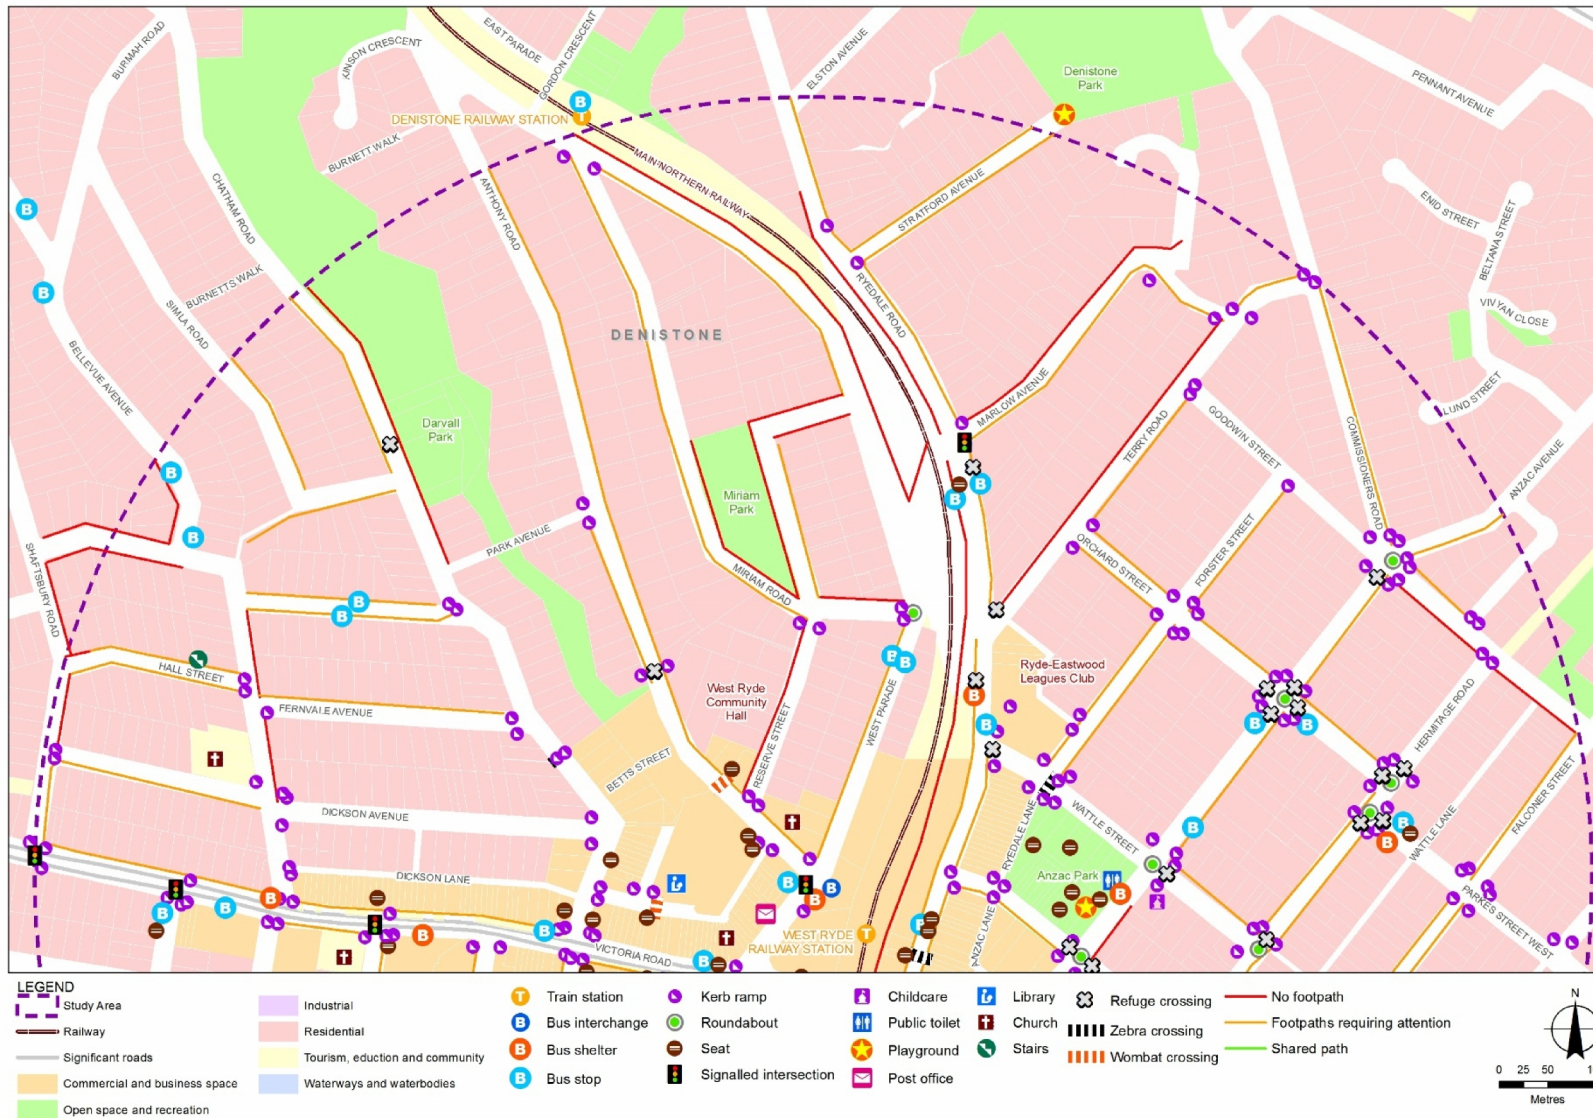 BURMAH ROAD
KINSON CRESCENT
EAST PARADE
GORDON CRESCENT
ELSTON AVENUE
Denistone
Park
PENNANT AVENUE
DENISTONE RAILWAY STATION
B
T
BURNETT WALK
MAIN NORTHERN RAILWAY
CHATHAM ROAD
ANTHONY ROAD
STRATFORD AVENUE
ENID STREET
BELTANA STREET
B
BURNETTS WALK
SIMLA ROAD
B
RYEDALE ROAD
VIVYAN CLOSE
DENISTONE
BELLEVUE AVENUE
MARLOW AVENUE
LUND STREET
Darvall
Park
TERRY ROAD
GOODWIN STREET
COMMISSIONERS ROAD
ANZAC AVENUE
B
Miriam
Park
B
B
B
PARK AVENUE
ORCHARD STREET
FORSTER STREET
SHAFTSBURY ROAD
MIRIAM ROAD
B
B
HALL STREET
B
B
Ryde-Eastwood
Leagues Club
West Ryde
Community
Hall
B
B
WEST PARADE
FERNVALE AVENUE
B
B
HERMITAGE ROAD
RESERVE STREET
BETTS STREET
DICKSON AVENUE
RYEDALE LANE
WATTLE STREET
B
B
B
WATTLE LANE
FALCONER STREET
DICKSON LANE
Anzac Park
B
B
B
B
PARKES STREET WEST
B
B
B
B
B
T
WEST RYDE
RAILWAY STATION
B
ANZAC LANE
VICTORIA ROAD
B
LEGEND
Study Area
Railway
Significant roads
Commercial and business space
Open space and recreation
Industrial
Residential
Tourism, eduction and community
Waterways and waterbodies
T Train station
B Bus interchange
B Bus shelter
B Bus stop
Kerb ramp
Roundabout
Seat
Signalled intersection
Childcare
Public toilet
Playground
Post office
Library
Church
Stairs
Refuge crossing
Zebra crossing
Wombat crossing
No footpath
Footpaths requiring attention
Shared path
N
0 25 50 1
Metres